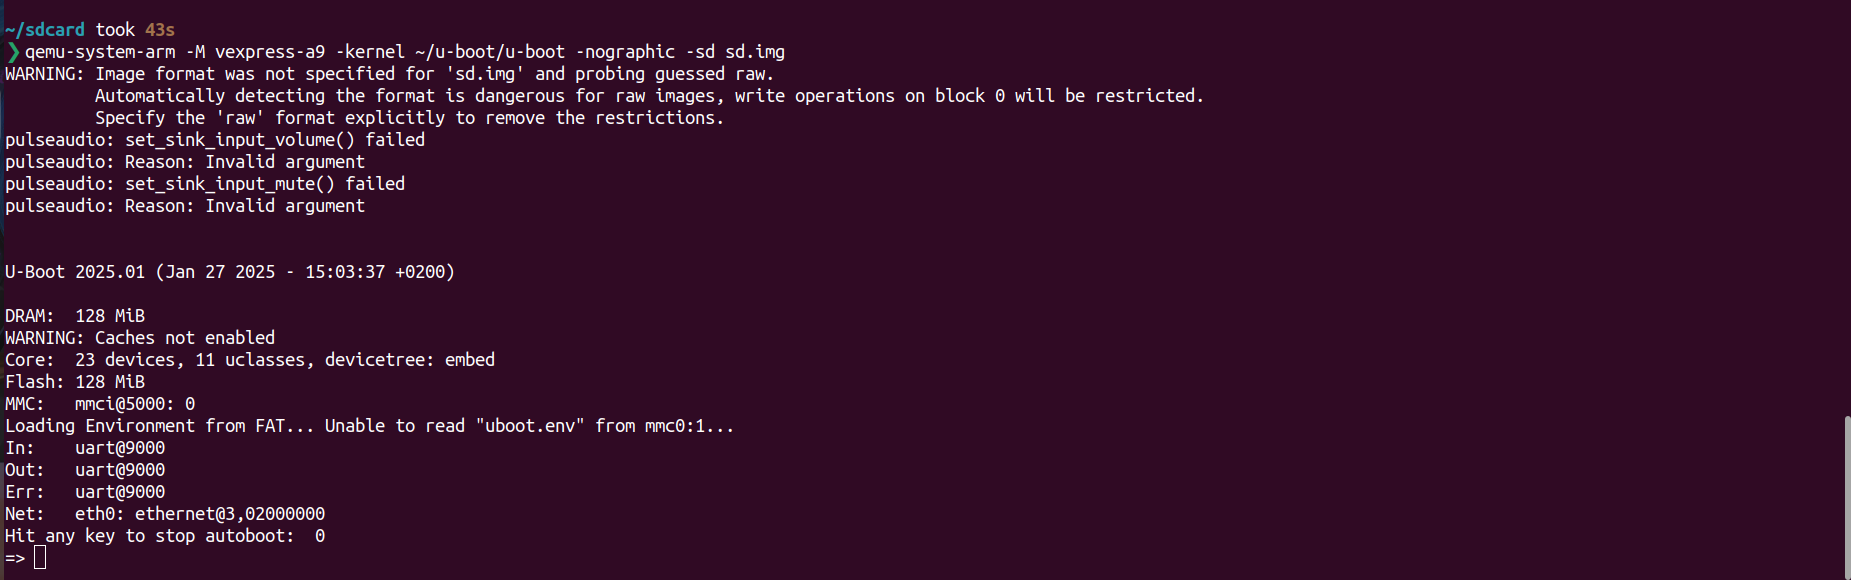 ~/sdcard took 43s
❯ qemu-system-arm -M vexpress-a9 -kernel ~/u-boot/u-boot -nographic -sd sd.img
WARNING: Image format was not specified for 'sd.img' and probing guessed raw.
         Automatically detecting the format is dangerous for raw images, write operations on block 0 will be restricted.
         Specify the 'raw' format explicitly to remove the restrictions.
pulseaudio: set_sink_input_volume() failed
pulseaudio: Reason: Invalid argument
pulseaudio: set_sink_input_mute() failed
pulseaudio: Reason: Invalid argument
U-Boot 2025.01 (Jan 27 2025 - 15:03:37 +0200)
DRAM:  128 MiB
WARNING: Caches not enabled
Core:  23 devices, 11 uclasses, devicetree: embed
Flash: 128 MiB
MMC:   mmci@5000: 0
Loading Environment from FAT... Unable to read "uboot.env" from mmc0:1...
In:    uart@9000
Out:   uart@9000
Err:   uart@9000
Net:   eth0: ethernet@3,02000000
Hit any key to stop autoboot:  0
=>